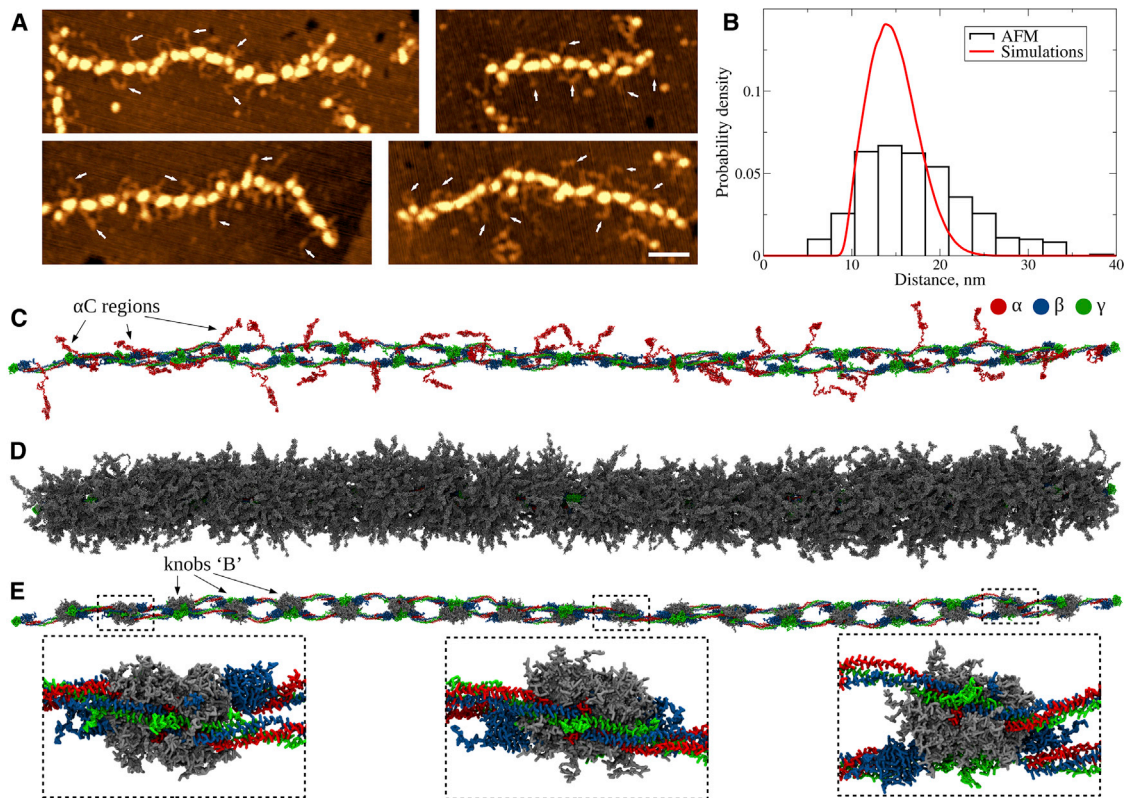 A
B
Probability density
0.1
0.05
0
AFM
Simulations
0 10 20 30 40
Distance, nm
αC regions
α β γ
C
D
knobs ‘B’
E